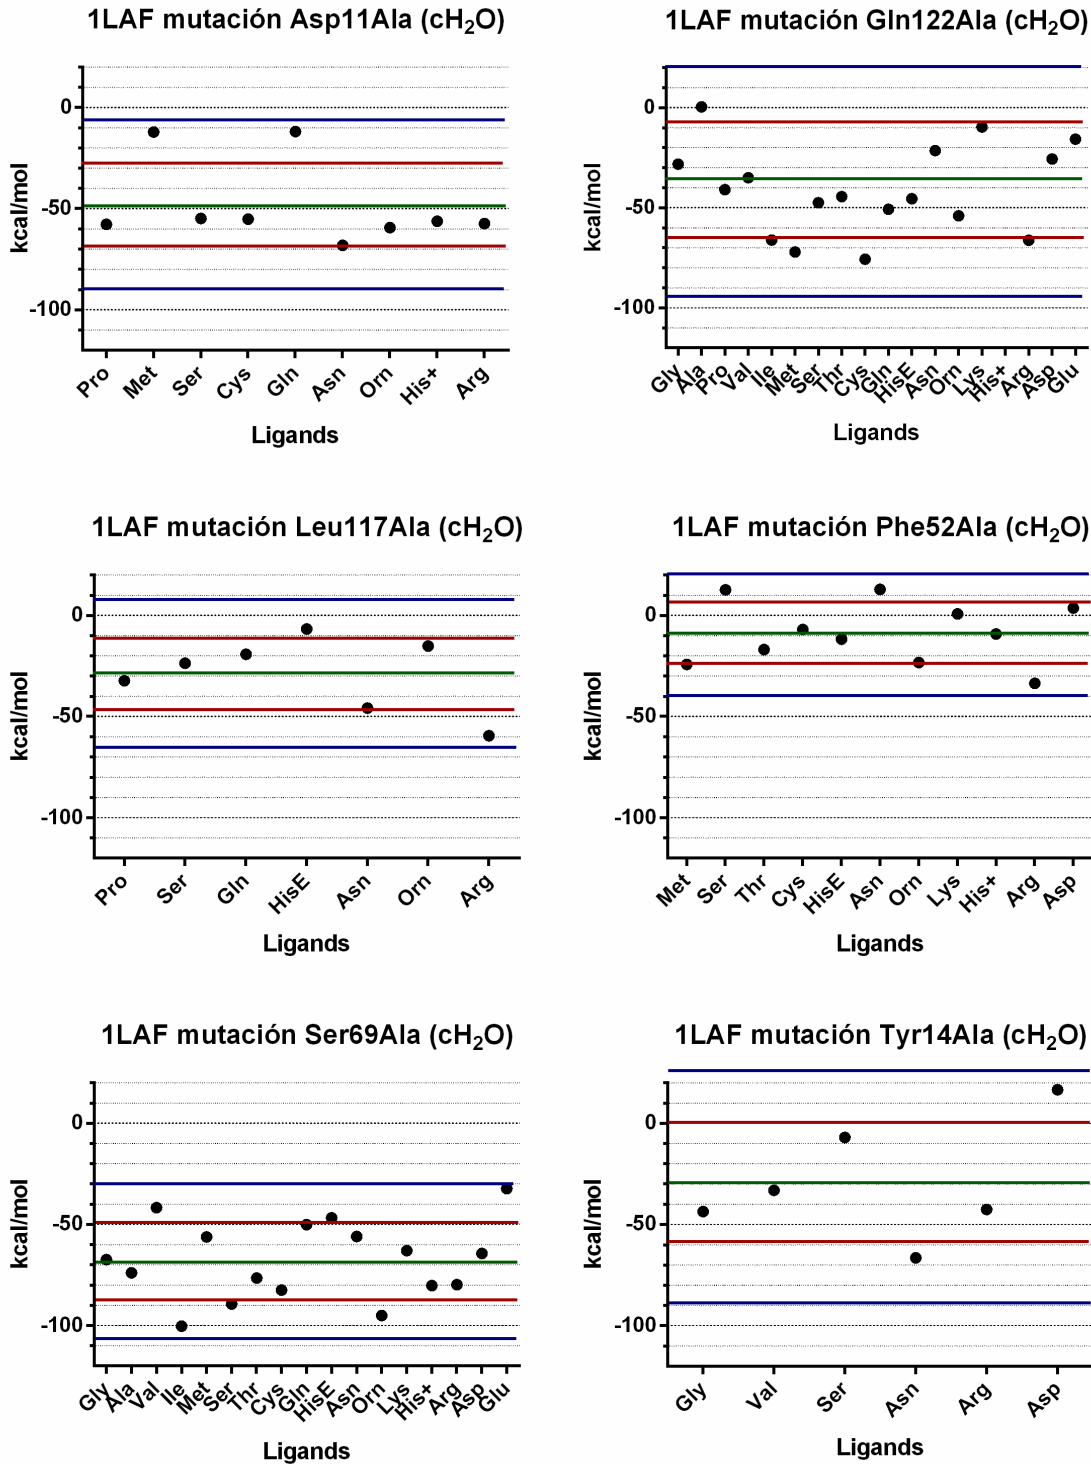 1LAF mutación Asp11Ala (cH₂O)
kcal/mol
0
-50
-100
Pro Met Ser Cys Gln Asn Orn His+ Arg
Ligands
1LAF mutación Gln122Ala (cH₂O)
kcal/mol
0
-50
-100
Gly Ala Pro Val Ile Met Ser Thr Cys Gln HisE Asn Orn Lys His+ Arg Asp Glu
Ligands
1LAF mutación Leu117Ala (cH₂O)
kcal/mol
0
-50
-100
Pro Ser Gln HisE Asn Orn Arg
Ligands
1LAF mutación Phe52Ala (cH₂O)
kcal/mol
0
-50
-100
Met Ser Thr Cys HisE Asn Orn Lys His+ Arg Asp
Ligands
1LAF mutación Ser69Ala (cH₂O)
kcal/mol
0
-50
-100
Gly Ala Val Ile Met Ser Thr Cys Gln HisE Asn Orn Lys His+ Arg Asp Glu
Ligands
1LAF mutación Tyr14Ala (cH₂O)
kcal/mol
0
-50
-100
Gly Val Ser Asn Arg Asp
Ligands